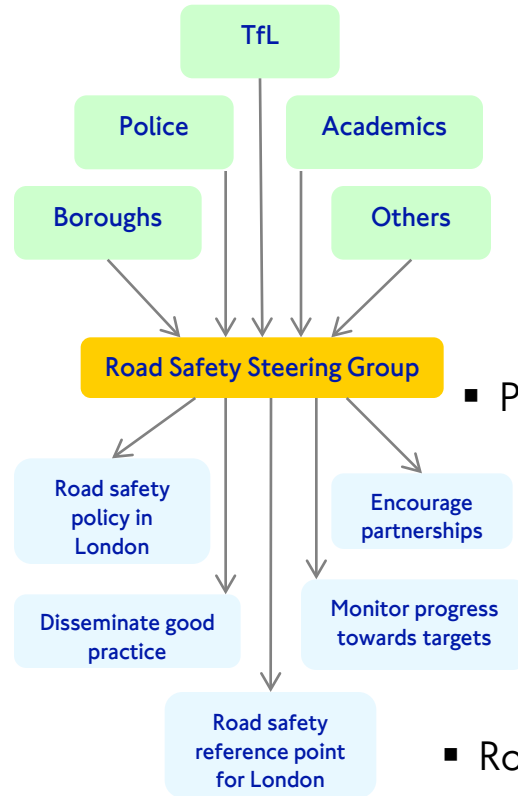 TfL
Police
Academics
Boroughs
Others
Road Safety Steering Group
▪ P
Road safety
policy in
London
Encourage
partnerships
Disseminate good
practice
Monitor progress
towards targets
Road safety
reference point
for London
▪ Ro